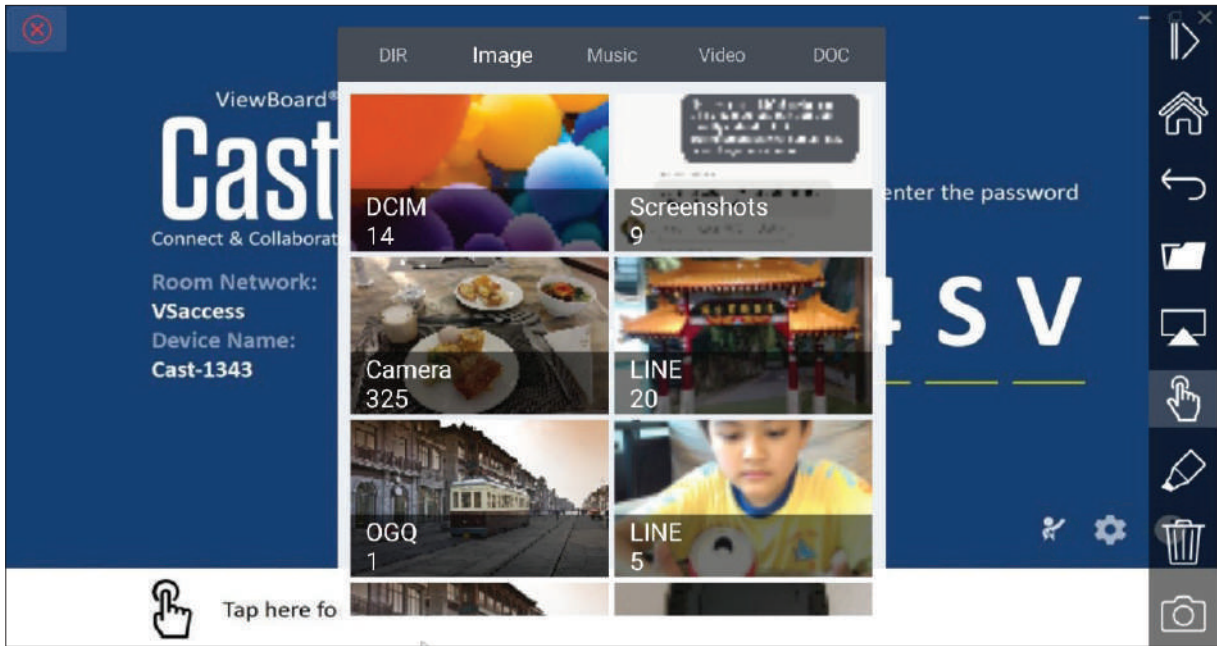 DIR Image Music Video DOC
ViewBoard®
Cast
Connect & Collaborat
Room Network:
VSaccess
Device Name:
Cast-1343
DCIM
14
Screenshots
9
Camera
325
LINE
20
OGQ
1
LINE
5
enter the password
4 S V
Tap here fo